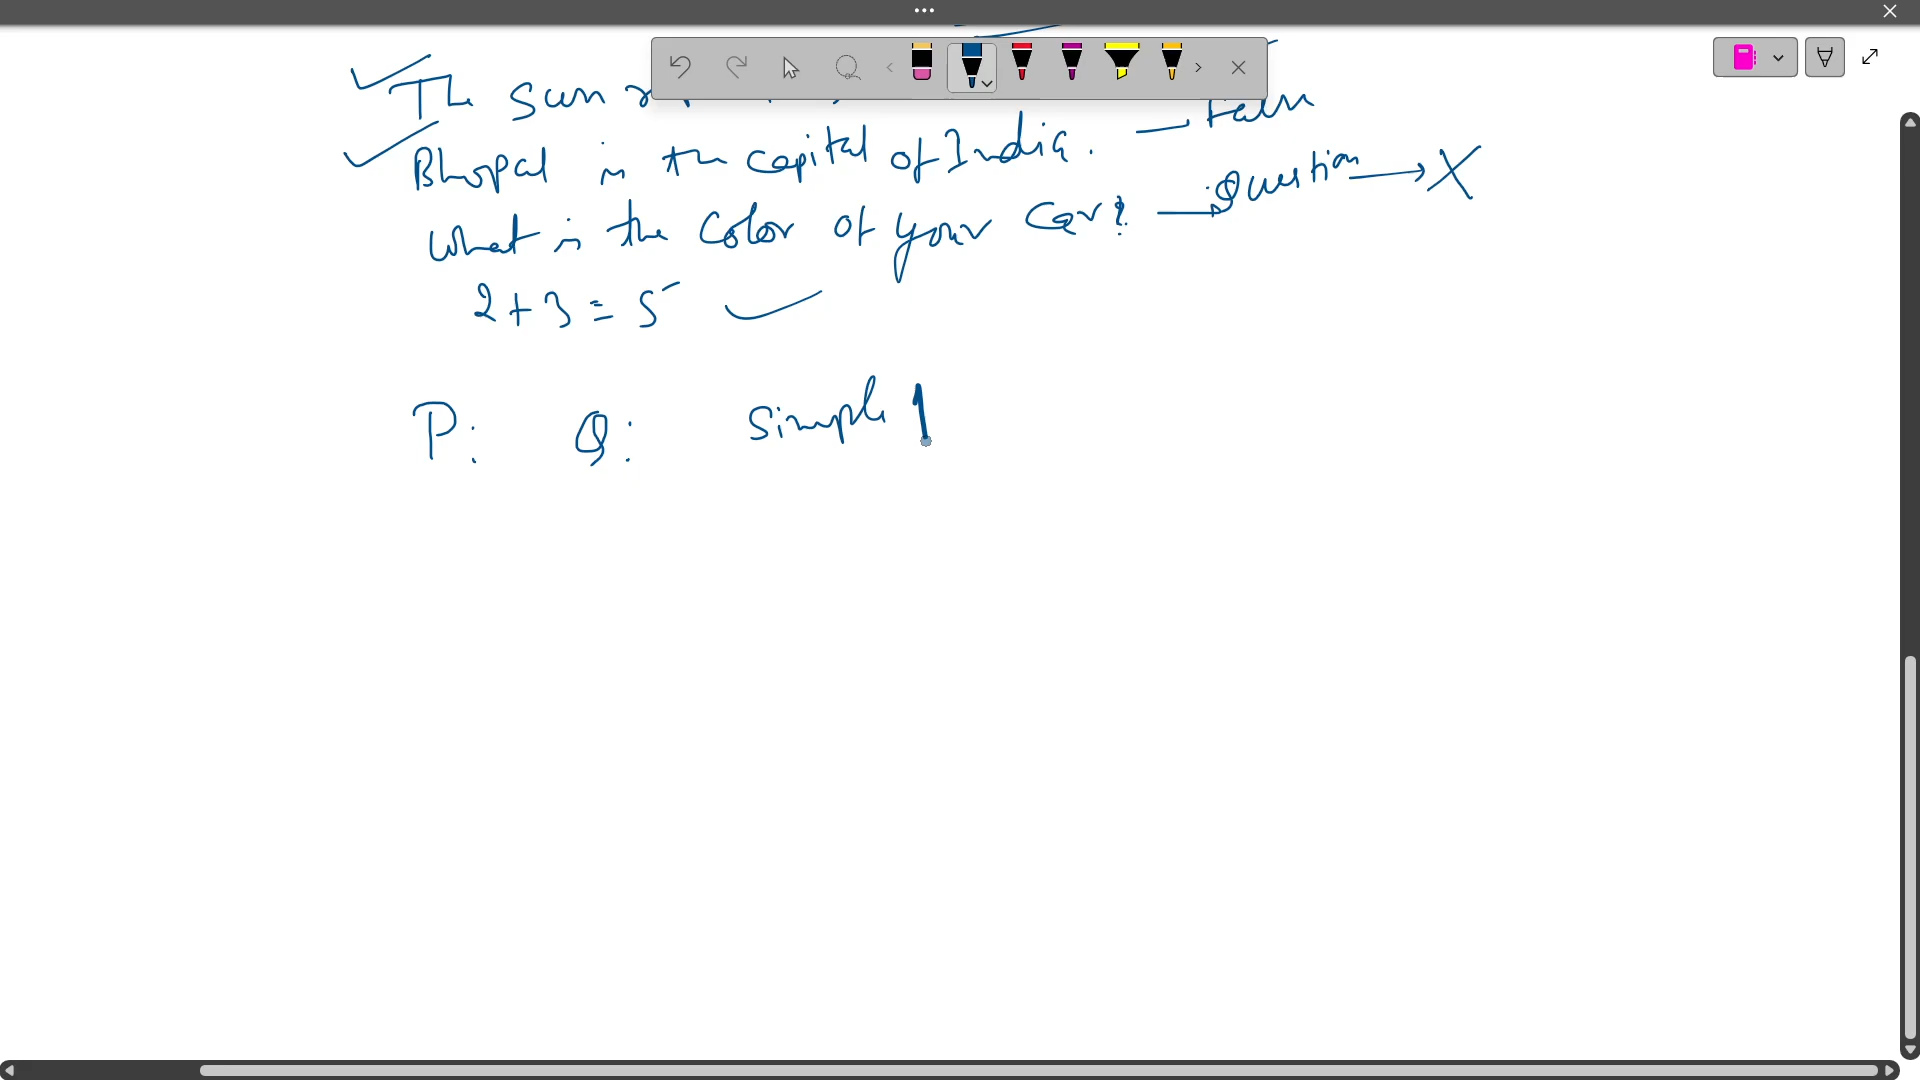 The sun
Bhopal is the capital of India. — False
What is the color of your Car? → Question → X
2 + 3 = 5
P: Q: Simple